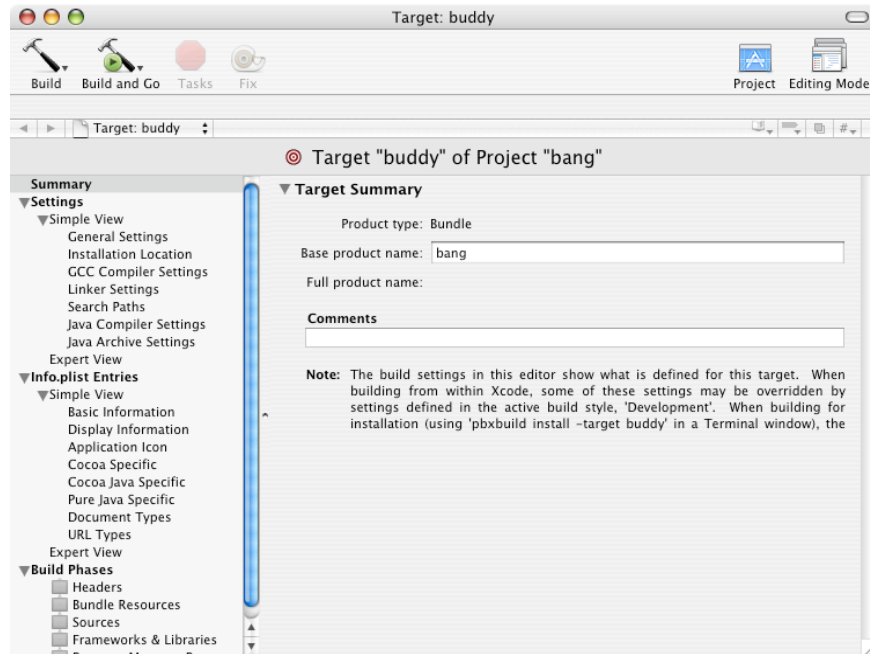 Target: buddy
Build Build and Go Tasks Fix Project Editing Mode
Target: buddy #
Target "buddy" of Project "bang"
Summary
Settings
Simple View
General Settings
Installation Location
GCC Compiler Settings
Linker Settings
Search Paths
Java Compiler Settings
Java Archive Settings
Expert View
Info.plist Entries
Simple View
Basic Information
Display Information
Application Icon
Cocoa Specific
Cocoa Java Specific
Pure Java Specific
Document Types
URL Types
Expert View
Build Phases
Headers
Bundle Resources
Sources
Frameworks & Libraries
Target Summary
Product type: Bundle
Base product name: bang
Full product name:
Comments
Note: The build settings in this editor show what is defined for this target. When
building from within Xcode, some of these settings may be overridden by
settings defined in the active build style, 'Development'. When building for
installation (using 'pbxbuild install -target buddy' in a Terminal window), the